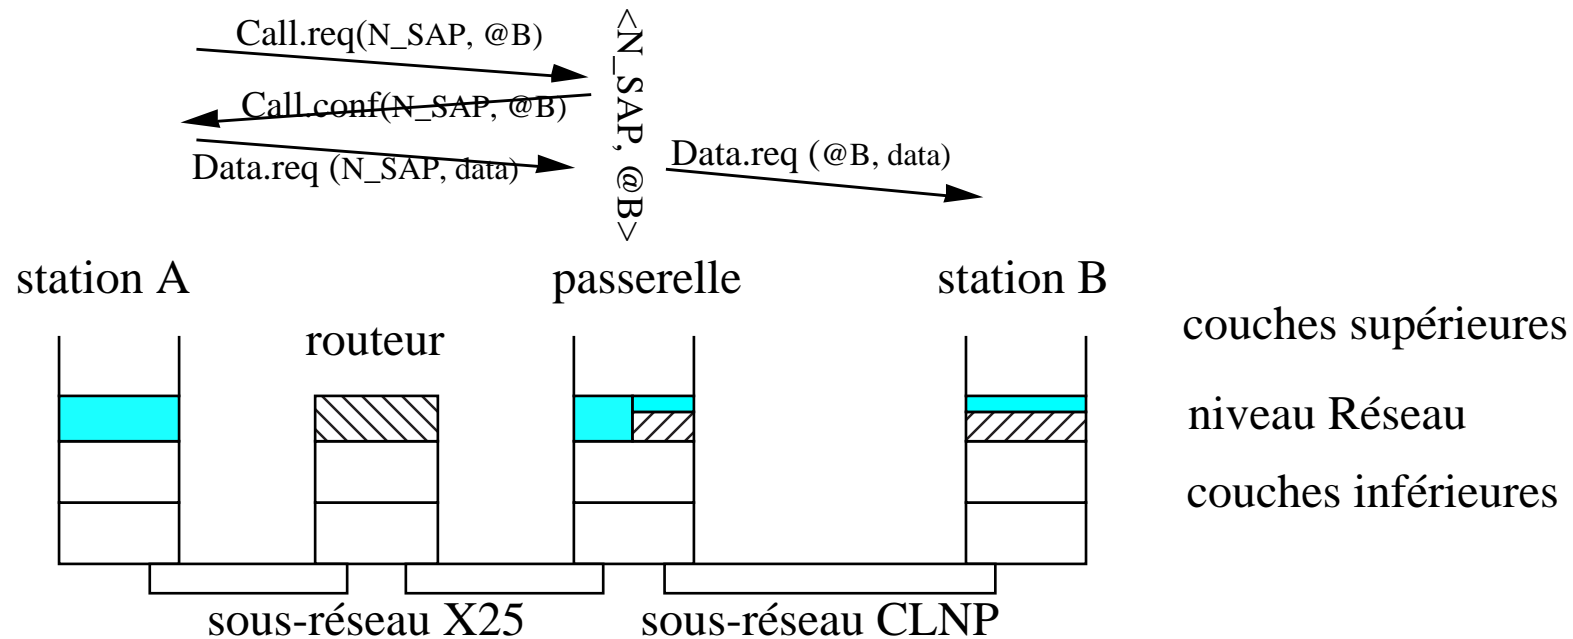 Call.req(N_SAP, @B)
<N_SAP, @B>
Call.conf(N_SAP, @B)
Data.req (N_SAP, data)
Data.req (@B, data)
station A
passerelle
station B
routeur
couches supérieures
niveau Réseau
couches inférieures
sous-réseau X25
sous-réseau CLNP